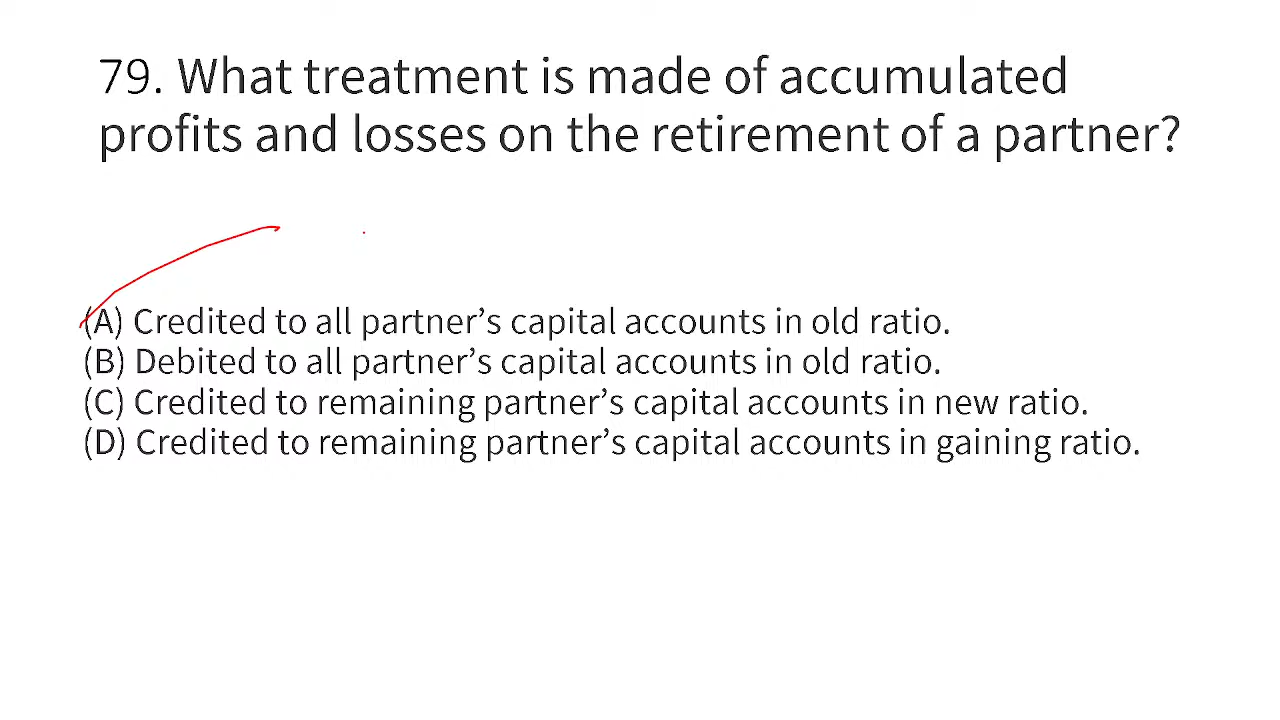 79. What treatment is made of accumulated
profits and losses on the retirement of a partner?
(A) Credited to all partner’s capital accounts in old ratio.
(B) Debited to all partner’s capital accounts in old ratio.
(C) Credited to remaining partner’s capital accounts in new ratio.
(D) Credited to remaining partner’s capital accounts in gaining ratio.